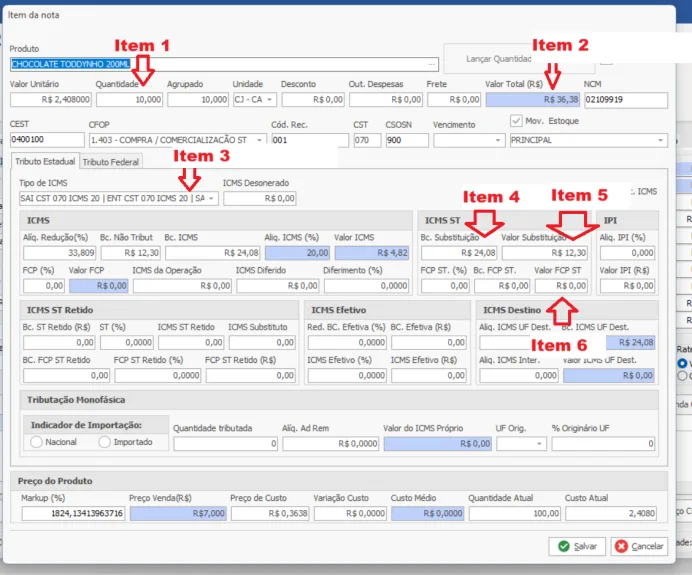 Item da nota
Produto
Item 1
Item 2
CHOCOLATE TODDYNHO 200ML
Lançar Quantidad
Valor Unitário Quantidade Agrupado Unidade Desconto Out. Despesas Frete Valor Total (R$) NCM
R$ 2,408000 10,000 10,000 CJ - CA R$ 0,00 R$ 0,00 R$ 0,00 R$ 36,38 02109919
CEST CFOP Cód. Rec. CST CSOSN Vencimento Mov. Estoque
0400100 1.403 - COMPRA / COMERCIALIZACÃO ST 001 070 900 PRINCIPAL
Tributo Estadual Tributo Federal
Item 3
Tipo de ICMS ICMS Desonerado
Item 4 Item 5
. ICMS
SAI CST 070 ICMS 20 | ENT CST 070 ICMS 20 | SA R$ 0,00
ICMS ICMS ST IPI
Alíq. Redução(%) Bc. Não Tribut Bc. ICMS Aliq. ICMS (%) Valor ICMS Bc. Substituição Valor Substituição Aliq. IPI (%)
33,809 R$ 12,30 R$ 24,08 20,00 R$ 4,82 R$ 24,08 R$ 12,30 0,000
FCP (%) Valor FCP ICMS da Operação ICMS Diferido Diferimento (%) FCP ST. (%) Bc. FCP ST. Valor FCP ST Valor IPI (R$)
0,00 R$ 0,00 R$ 0,00 R$ 0,00 0,0000 0,00 R$ 0,00 R$ 0,00 R$ 0,00
ICMS ST Retido ICMS Efetivo ICMS Destino
Bc. ST Retido (R$) ST (%) ICMS ST Retido ICMS Substituto Red. BC. Efetiva (%) BC. Efetiva (R$) Aliq. ICMS UF Dest. Bc. ICMS UF Dest.
0,00 0,0000 0,00 0,00 0,0000 0,00 R$ 24,08
Item 6
BC. FCP ST Retido FCP ST Retido (%) FCP ST Retido (R$) ICMS Efetivo (%) ICMS Efetivo (R$) Aliq. ICMS Inter. Valor ICMS UF Dest.
0,00 0,0000 0,00 0,0000 0,00 0,000 R$ 0,00
Tributação Monofásica
Indicador de Importação: Quantidade tributada Alíq. Ad Rem Valor do ICMS Próprio UF Orig. % Originário UF
Nacional Importado 0 R$ 0,0000 R$ 0,00 0
Preço do Produto
Markup (%) Preço Venda(R$) Preço de Custo Variação Custo Custo Médio Quantidade Atual Custo Atual
1824,13413963716 R$7,000 R$ 0,3638 R$ 0,0000 R$ 0,0000 100,00 2,4080
Salvar Cancelar